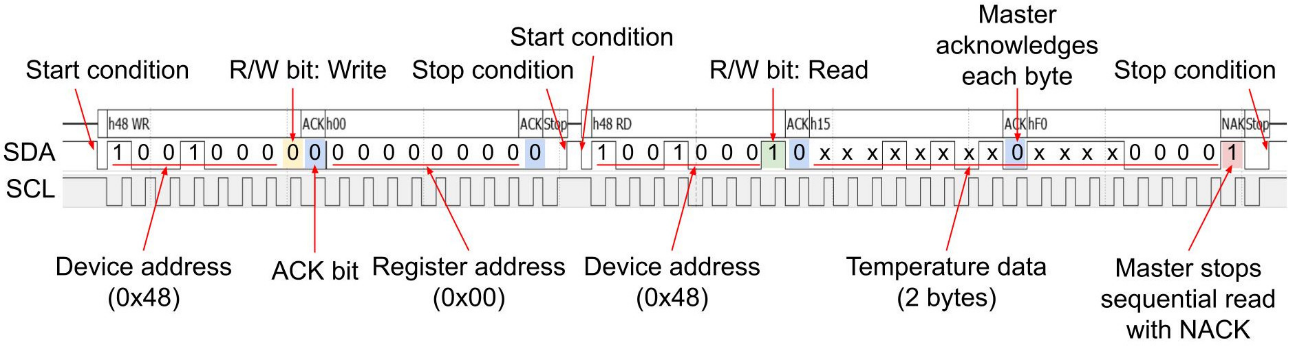 Master
acknowledges
each byte
Start condition
Start condition
R/W bit: Write
Stop condition
R/W bit: Read
Stop condition
h48 WR ACK h00 ACK Stop h48 RD ACK h15 ACK hF0 NAK Stop
SDA 1 0 0 1 0 0 0 0 0 0 0 0 0 0 0 0 0 0 1 0 0 1 0 0 0 1 0 x x x x x x x x 0 x x x x 0 0 0 0 1
SCL
Device address
(0x48)
ACK bit
Register address
(0x00)
Device address
(0x48)
Temperature data
(2 bytes)
Master stops
sequential read
with NACK